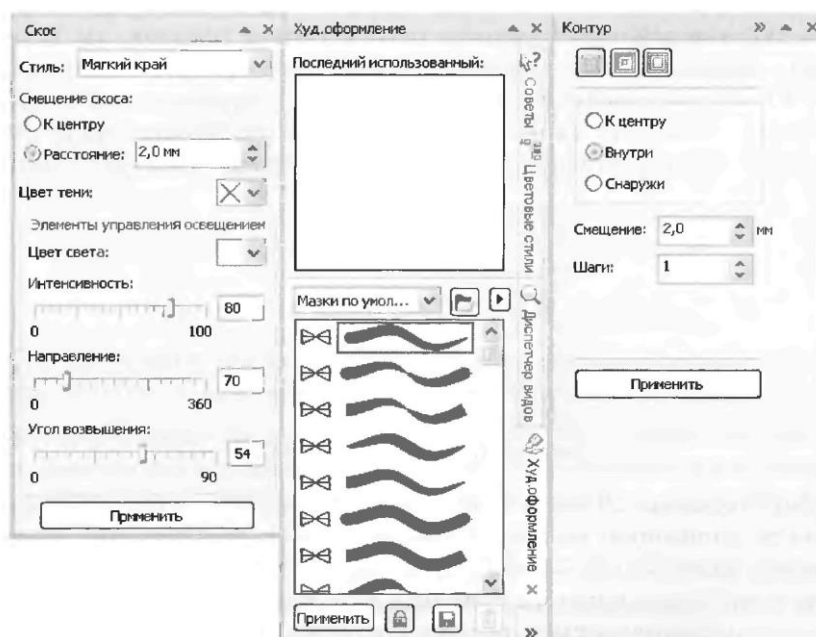 Скос
Стиль: Мягкий край
Смещение скоса:
К центру
Расстояние: 2,0 мм
Цвет тени:
Элементы управления освещением
Цвет света:
Интенсивность:
80
0 100
Направление:
70
0 360
Угол возвышения:
54
0 90
Применить
Худ.оформление
Последний использованный:
Мазки по умол...
Применить
Советы
Цветовые стили
Диспетчер видов
Худ.оформление
Контур
К центру
Внутри
Снаружи
Смещение: 2,0 мм
Шаги: 1
Применить